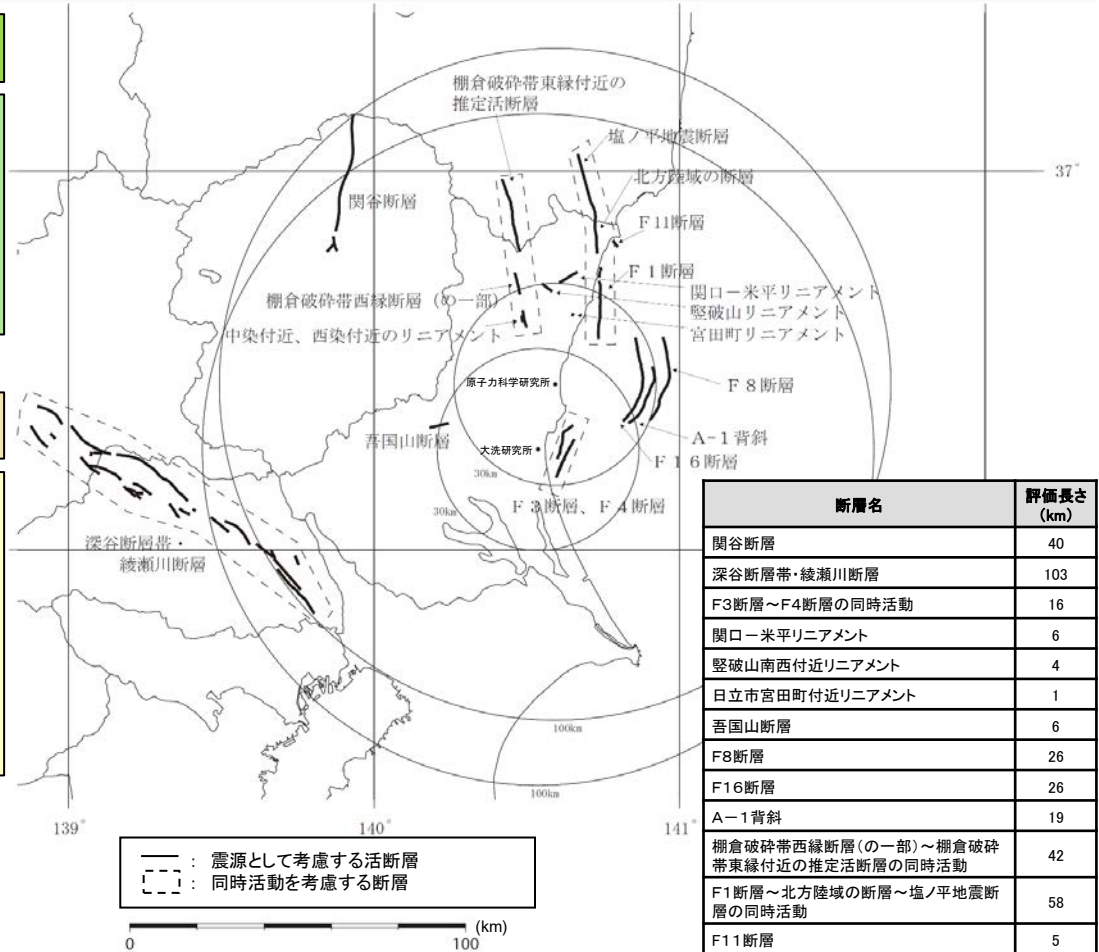 棚倉破砕帯東縁付近の
推定活断層
塩ノ平地震断層
37°
北方陸域の断層
関谷断層
F11断層
F1断層
関口ー米平リニアメント
棚倉破砕帯西縁断層(の一部)
竪破山リニアメント
宮田町リニアメント
中染付近、西染付近のリニアメント
原子力科学研究所
F8断層
吾国山断層
A-1背斜
大洗研究所
F16断層
30km
30km
F3断層、F4断層
深谷断層帯・
綾瀬川断層
100km
100km
139°
140°
141°
: 震源として考慮する活断層
: 同時活動を考慮する断層
(km)
0 100
断層名 評価長さ
(km)
関谷断層 40
深谷断層帯・綾瀬川断層 103
F3断層～F4断層の同時活動 16
関口ー米平リニアメント 6
竪破山南西付近リニアメント 4
日立市宮田町付近リニアメント 1
吾国山断層 6
F8断層 26
F16断層 26
A－1背斜 19
棚倉破砕帯西縁断層(の一部)～棚倉破砕
帯東縁付近の推定活断層の同時活動 42
F1断層～北方陸域の断層～塩ノ平地震断
層の同時活動 58
F11断層 5